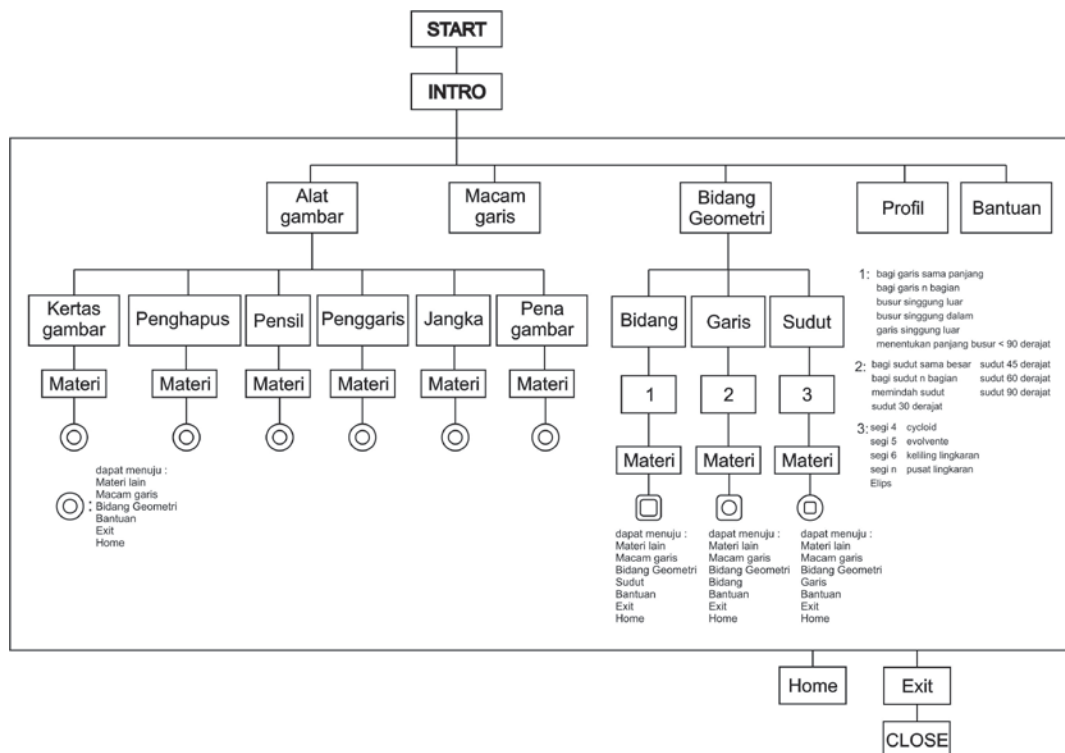 START
INTRO
Alat
gambar
Macam
garis
Bidang
Geometri
Profil
Bantuan
Kertas
gambar
Penghapus
Pensil
Penggaris
Jangka
Pena
gambar
Bidang
Garis
Sudut
Materi
Materi
Materi
Materi
Materi
Materi
1
2
3
Materi
Materi
Materi
1: bagi garis sama panjang
bagi garis n bagian
busur singgung luar
busur singgung dalam
garis singgung luar
menentukan panjang busur < 90 derajat
2: bagi sudut sama besar sudut 45 derajat
bagi sudut n bagian sudut 60 derajat
memindah sudut sudut 90 derajat
sudut 30 derajat
3: segi 4 cycloid
segi 5 evolvente
segi 6 keliling lingkaran
segi n pusat lingkaran
Elips
dapat menuju :
Materi lain
Macam garis
: Bidang Geometri
Bantuan
Exit
Home
dapat menuju :
Materi lain
Macam garis
Bidang Geometri
Sudut
Bantuan
Exit
Home
dapat menuju :
Materi lain
Macam garis
Bidang Geometri
Bidang
Bantuan
Exit
Home
dapat menuju :
Materi lain
Macam garis
Bidang Geometri
Garis
Bantuan
Exit
Home
Home
Exit
CLOSE